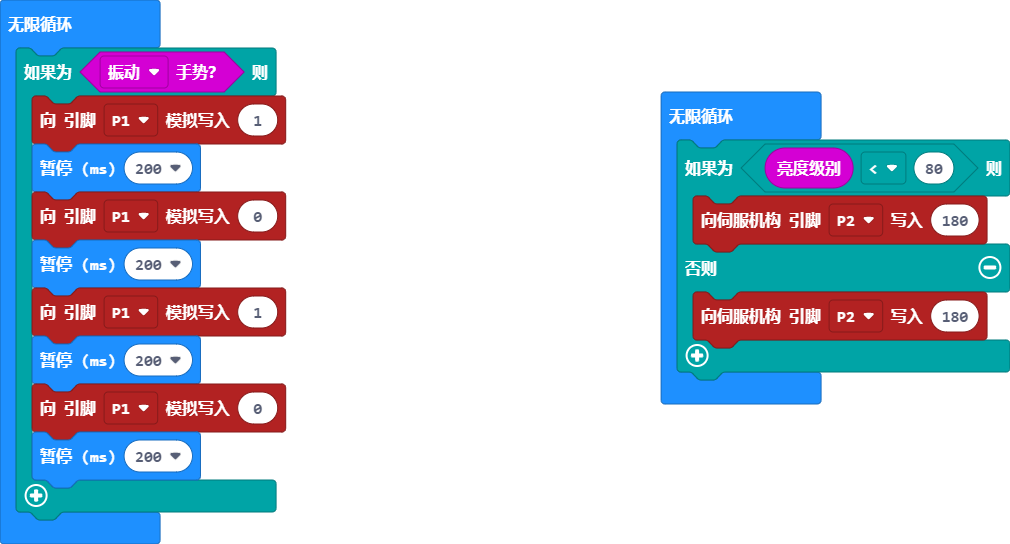 无限循环
如果为 振动 手势? 则
向 引脚 P1 模拟写入 1
暂停 (ms) 200
向 引脚 P1 模拟写入 0
暂停 (ms) 200
向 引脚 P1 模拟写入 1
暂停 (ms) 200
向 引脚 P1 模拟写入 0
暂停 (ms) 200
无限循环
如果为 亮度级别 < 80 则
向伺服机构 引脚 P2 写入 180
否则
向伺服机构 引脚 P2 写入 180